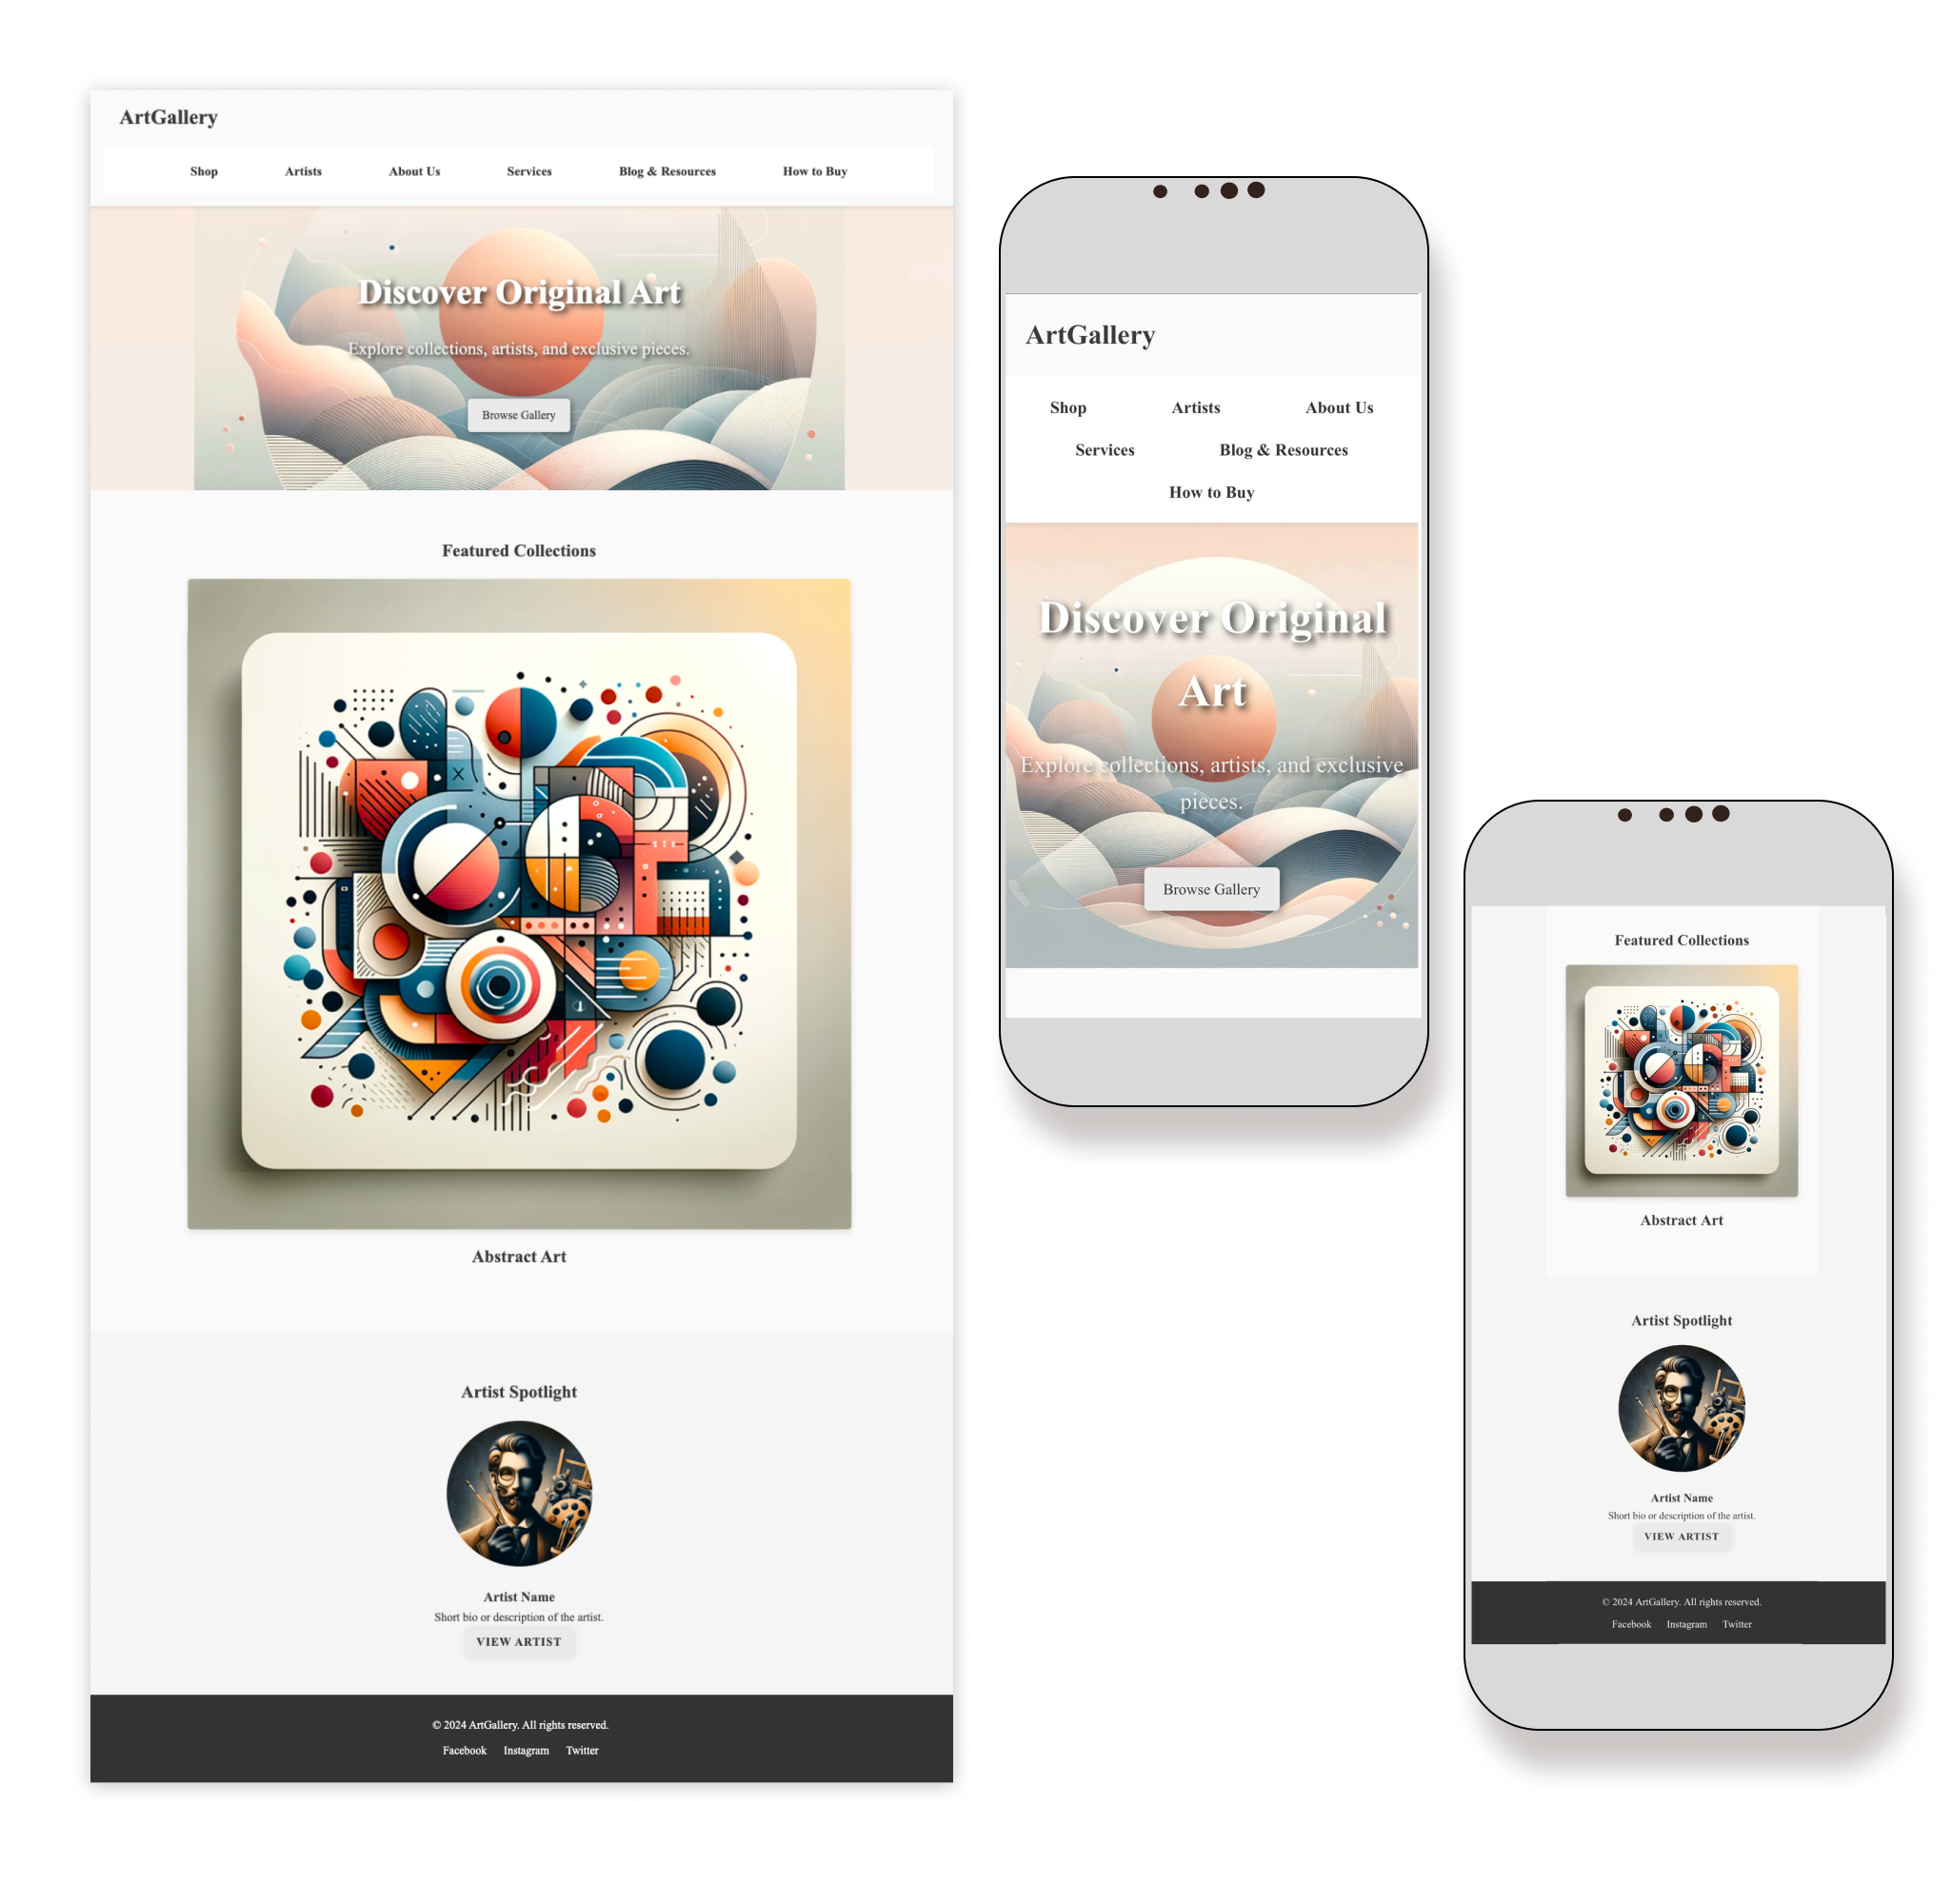 ArtGallery
Shop Artists About Us Services Blog & Resources How to Buy
Discover Original Art
Explore collections, artists, and exclusive pieces.
Browse Gallery
Featured Collections
Abstract Art
Artist Spotlight
Artist Name
Short bio or description of the artist.
VIEW ARTIST
© 2024 ArtGallery. All rights reserved.
Facebook Instagram Twitter
ArtGallery
Shop Artists About Us
Services Blog & Resources
How to Buy
Discover Original
Art
Explore collections, artists, and exclusive
pieces.
Browse Gallery
Featured Collections
Abstract Art
Artist Spotlight
Artist Name
Short bio or description of the artist.
VIEW ARTIST
© 2024 ArtGallery. All rights reserved.
Facebook Instagram Twitter